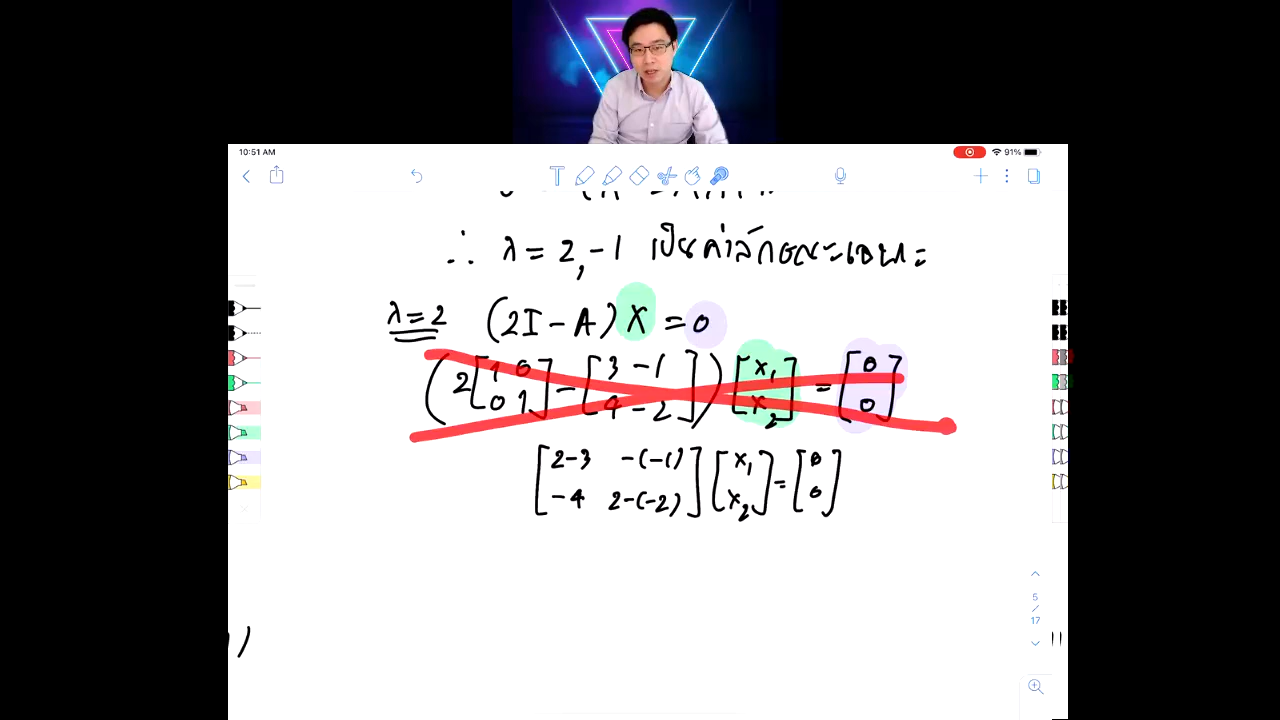 10:51 AM
91%
∴ λ = 2, -1 เป็นค่าลักษณะเฉพาะ
λ = 2 (2I - A) X = 0
(2[1 0; 0 1] - [3 -1; 4 -2]) [x₁; x₂] = [0; 0]
[2-3 -(-1); -4 2-(-2)] [x₁; x₂] = [0; 0]
5
/
17